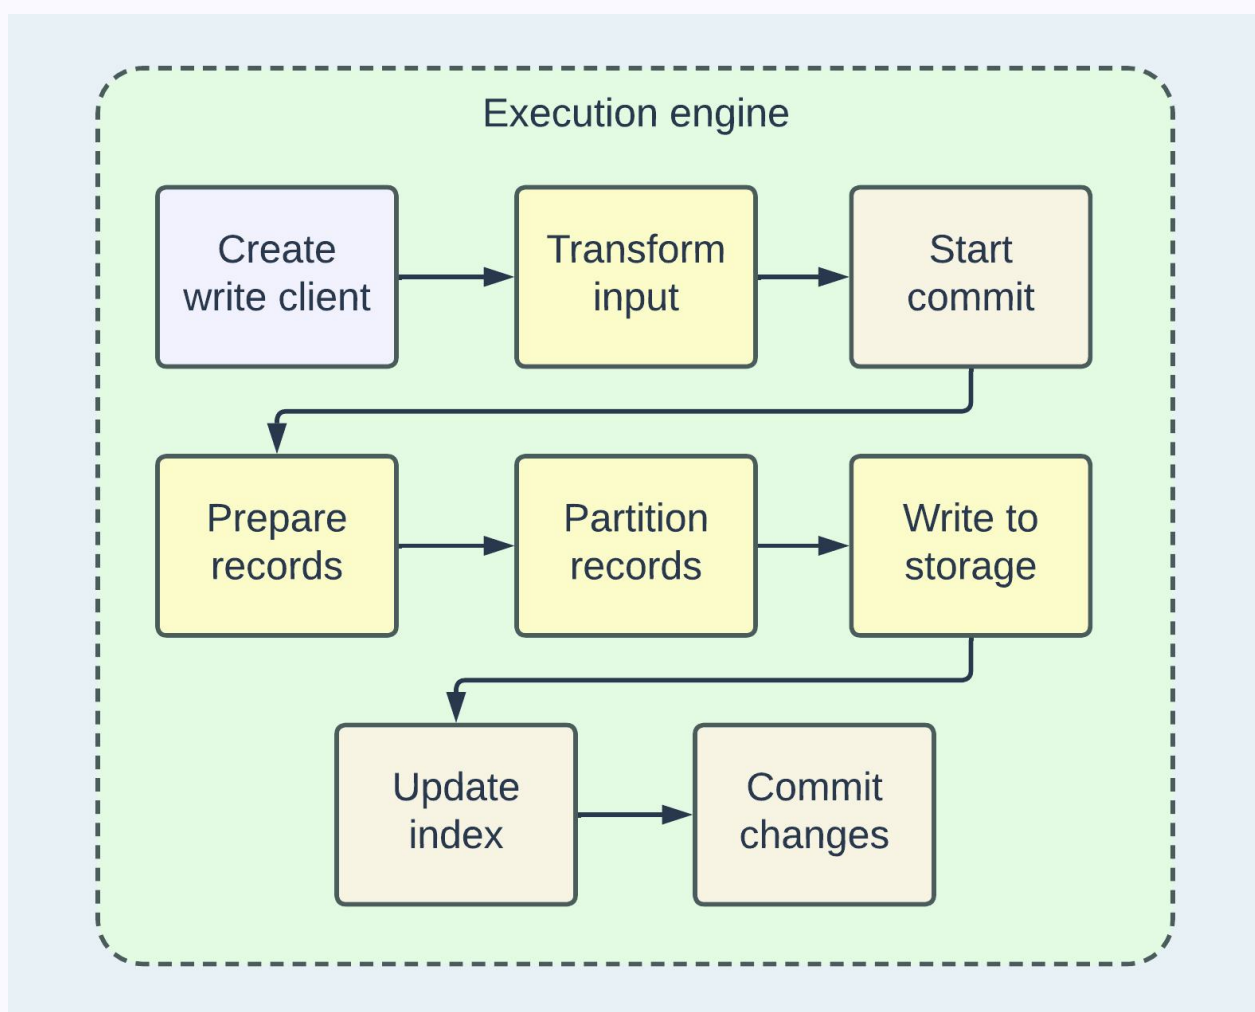 Execution engine
Create
write client
Transform
input
Start
commit
Prepare
records
Partition
records
Write to
storage
Update
index
Commit
changes